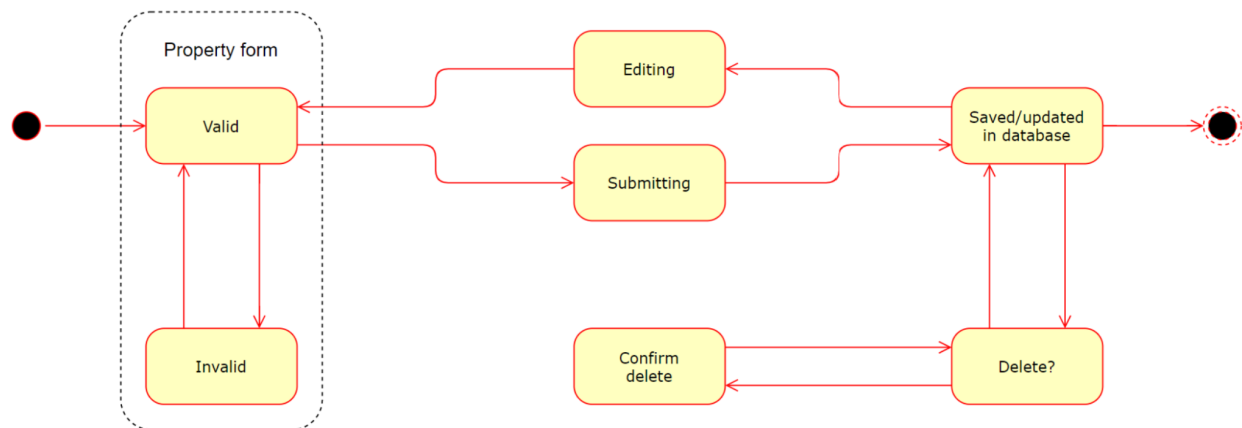 Property form
Valid
Invalid
Editing
Submitting
Confirm
delete
Saved/updated
in database
Delete?